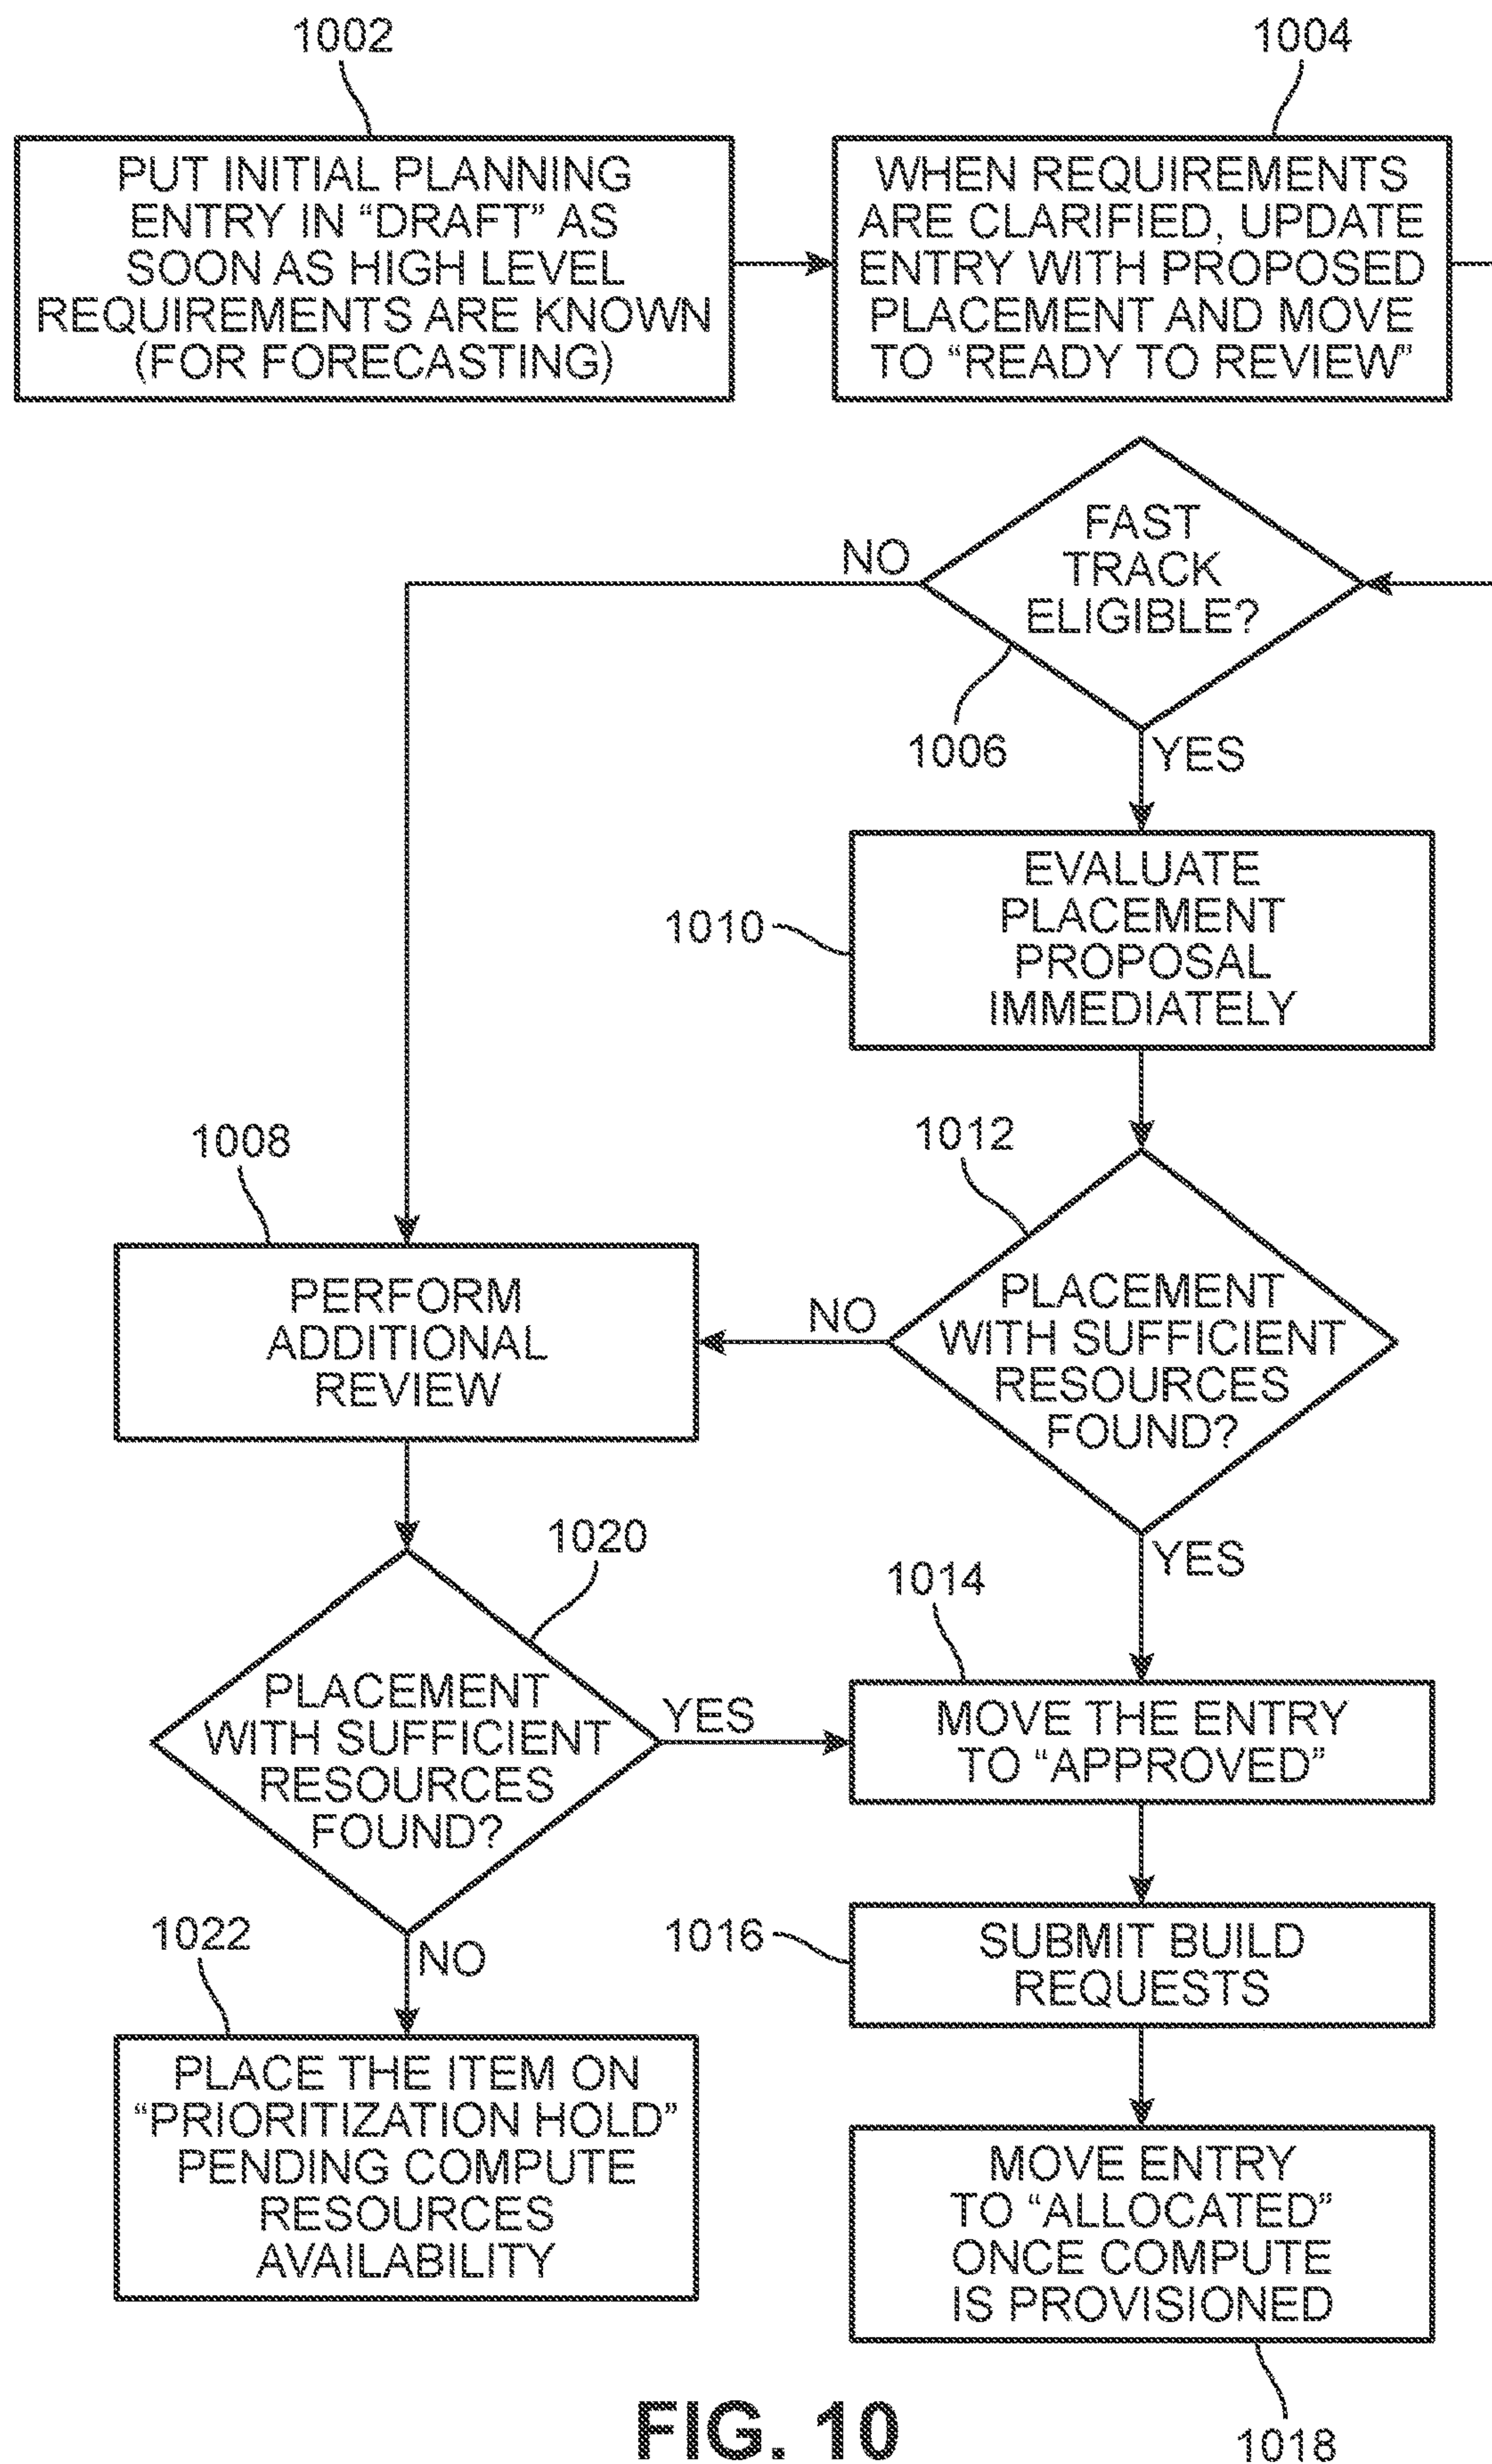 1002
1004
PUT INITIAL PLANNING
ENTRY IN “DRAFT” AS
SOON AS HIGH LEVEL
REQUIREMENTS ARE KNOWN
(FOR FORECASTING)
WHEN REQUIREMENTS
ARE CLARIFIED, UPDATE
ENTRY WITH PROPOSED
PLACEMENT AND MOVE
TO “READY TO REVIEW”
FAST
TRACK
ELIGIBLE?
NO
1006
YES
EVALUATE
PLACEMENT
PROPOSAL
IMMEDIATELY
1010
1008
1012
PERFORM
ADDITIONAL
REVIEW
NO
PLACEMENT
WITH SUFFICIENT
RESOURCES
FOUND?
YES
1020
1014
PLACEMENT
WITH SUFFICIENT
RESOURCES
FOUND?
YES
MOVE THE ENTRY
TO “APPROVED”
1022
NO
1016
SUBMIT BUILD
REQUESTS
PLACE THE ITEM ON
“PRIORITIZATION HOLD”
PENDING COMPUTE
RESOURCES
AVAILABILITY
MOVE ENTRY
TO “ALLOCATED”
ONCE COMPUTE
IS PROVISIONED
1018
FIG. 10